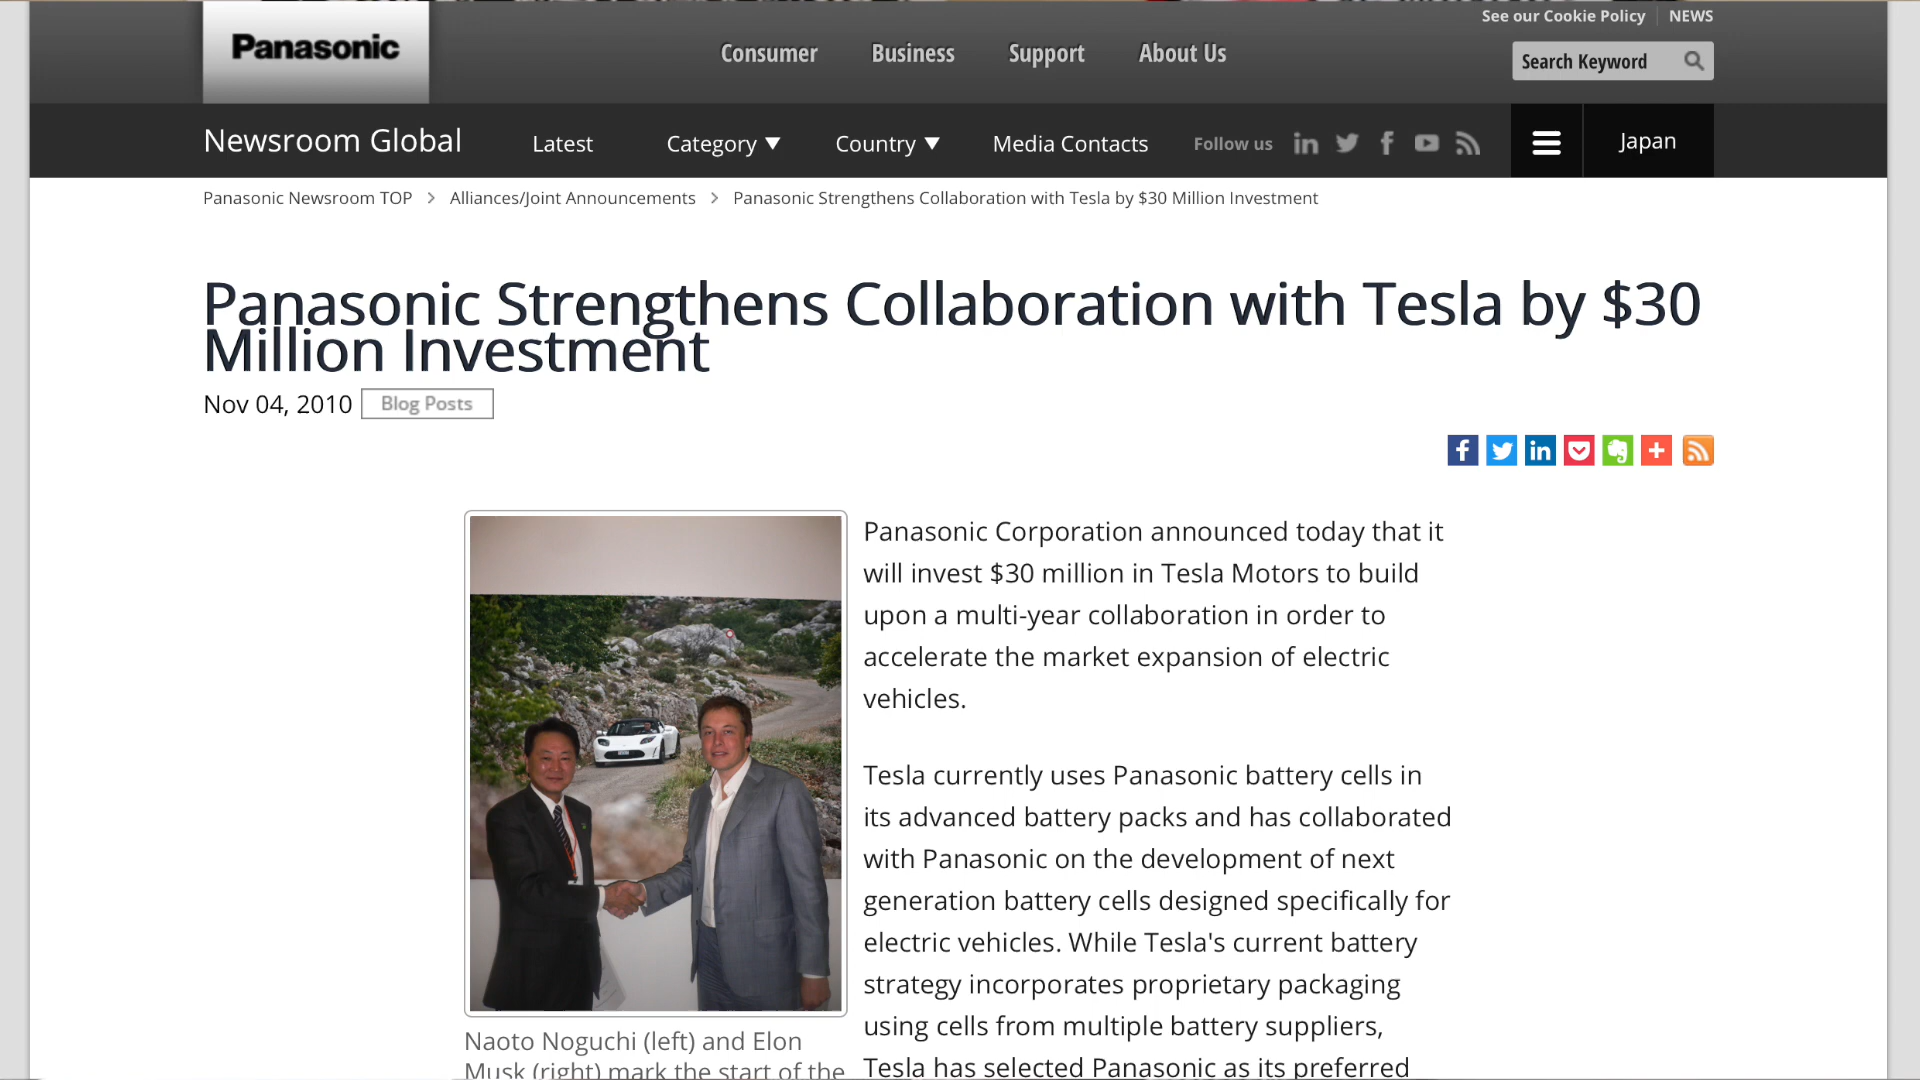 See our Cookie Policy NEWS
Panasonic
Consumer Business Support About Us
Search Keyword
Newsroom Global Latest Category ▼ Country ▼ Media Contacts Follow us Japan
Panasonic Newsroom TOP > Alliances/Joint Announcements > Panasonic Strengthens Collaboration with Tesla by $30 Million Investment
Panasonic Strengthens Collaboration with Tesla by $30
Million Investment
Nov 04, 2010 Blog Posts
Panasonic Corporation announced today that it
will invest $30 million in Tesla Motors to build
upon a multi-year collaboration in order to
accelerate the market expansion of electric
vehicles.
Tesla currently uses Panasonic battery cells in
its advanced battery packs and has collaborated
with Panasonic on the development of next
generation battery cells designed specifically for
electric vehicles. While Tesla's current battery
strategy incorporates proprietary packaging
using cells from multiple battery suppliers,
Tesla has selected Panasonic as its preferred
Naoto Noguchi (left) and Elon
Musk (right) mark the start of the